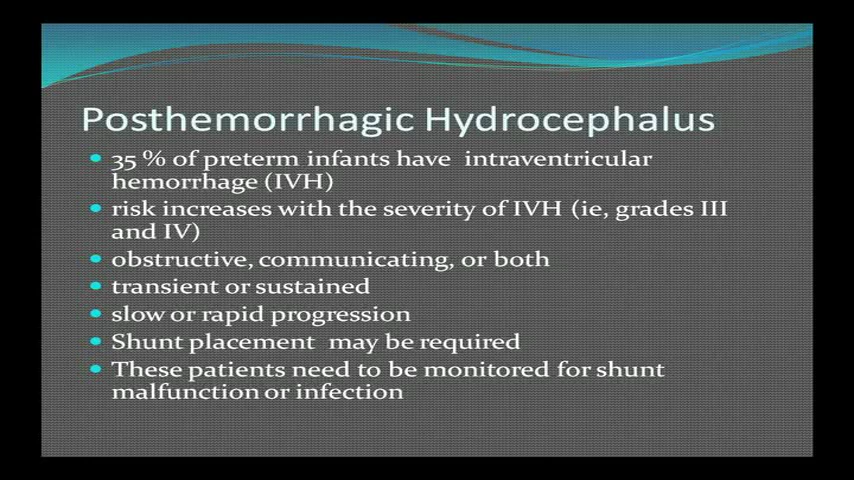 Posthemorrhagic Hydrocephalus
• 35 % of preterm infants have intraventricular
hemorrhage (IVH)
• risk increases with the severity of IVH (ie, grades III
and IV)
• obstructive, communicating, or both
• transient or sustained
• slow or rapid progression
• Shunt placement may be required
• These patients need to be monitored for shunt
malfunction or infection